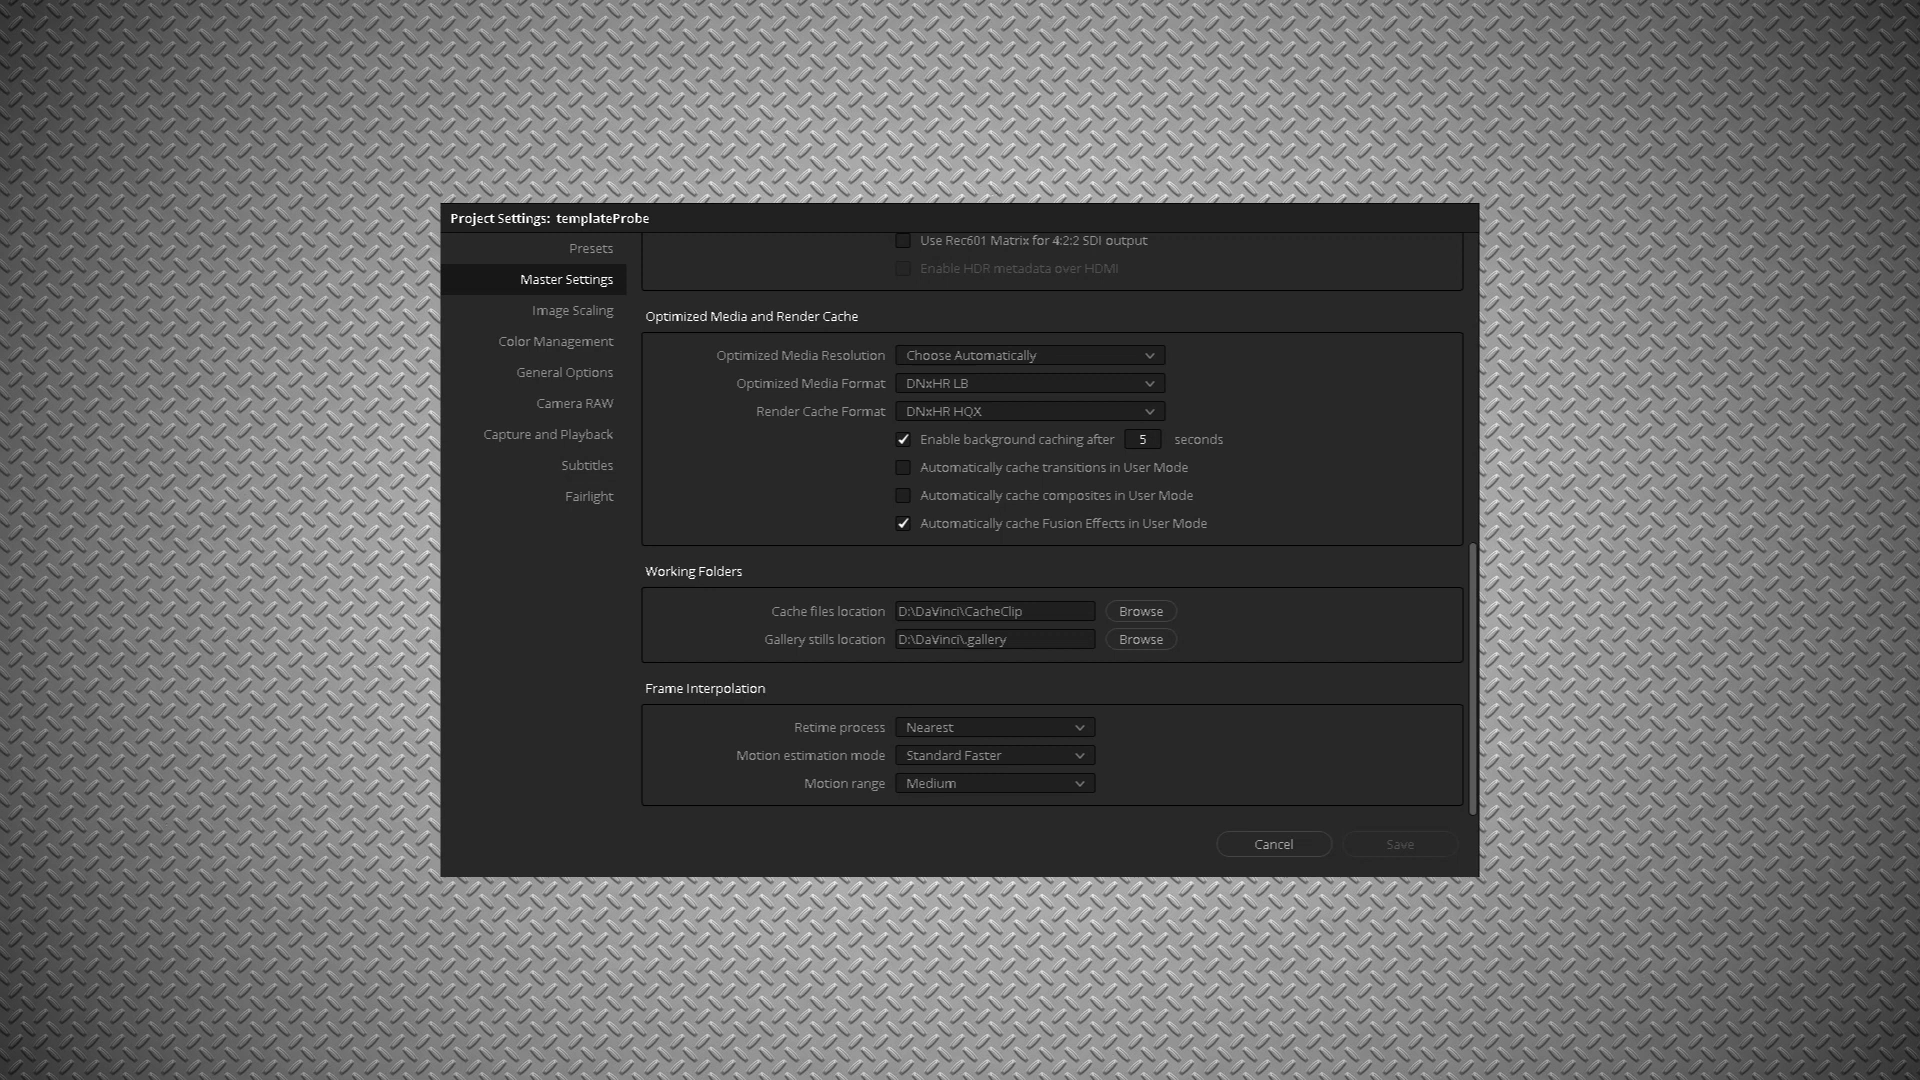 Project Settings: templateProbe
Presets
Master Settings
Image Scaling
Color Management
General Options
Camera RAW
Capture and Playback
Subtitles
Fairlight
Use Rec601 Matrix for 4:2:2 SDI output
Enable HDR metadata over HDMI
Optimized Media and Render Cache
Optimized Media Resolution Choose Automatically
Optimized Media Format DNxHR LB
Render Cache Format DNxHR HQX
Enable background caching after 5 seconds
Automatically cache transitions in User Mode
Automatically cache composites in User Mode
Automatically cache Fusion Effects in User Mode
Working Folders
Cache files location D:\DaVinci\CacheClip Browse
Gallery stills location D:\DaVinci\.gallery Browse
Frame Interpolation
Retime process Nearest
Motion estimation mode Standard Faster
Motion range Medium
Cancel Save